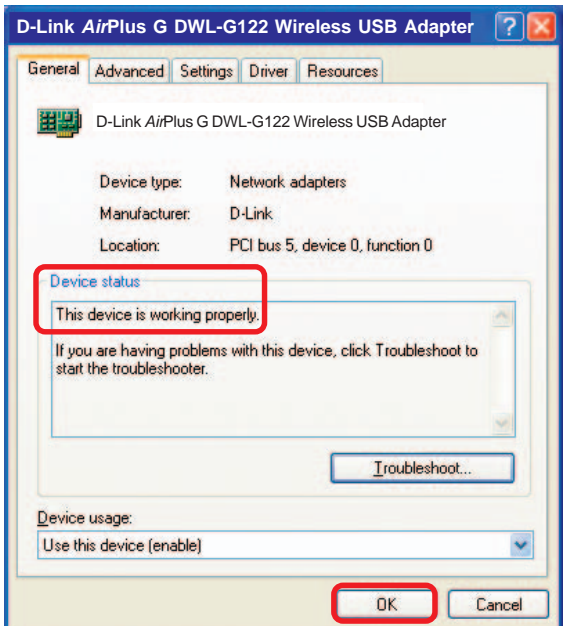 D-Link AirPlus G DWL-G122 Wireless USB Adapter
General Advanced Settings Driver Resources
D-Link AirPlus G DWL-G122 Wireless USB Adapter
Device type: Network adapters
Manufacturer: D-Link
Location: PCI bus 5, device 0, function 0
Device status
This device is working properly.
If you are having problems with this device, click Troubleshoot to
start the troubleshooter.
Troubleshoot...
Device usage:
Use this device (enable)
OK Cancel